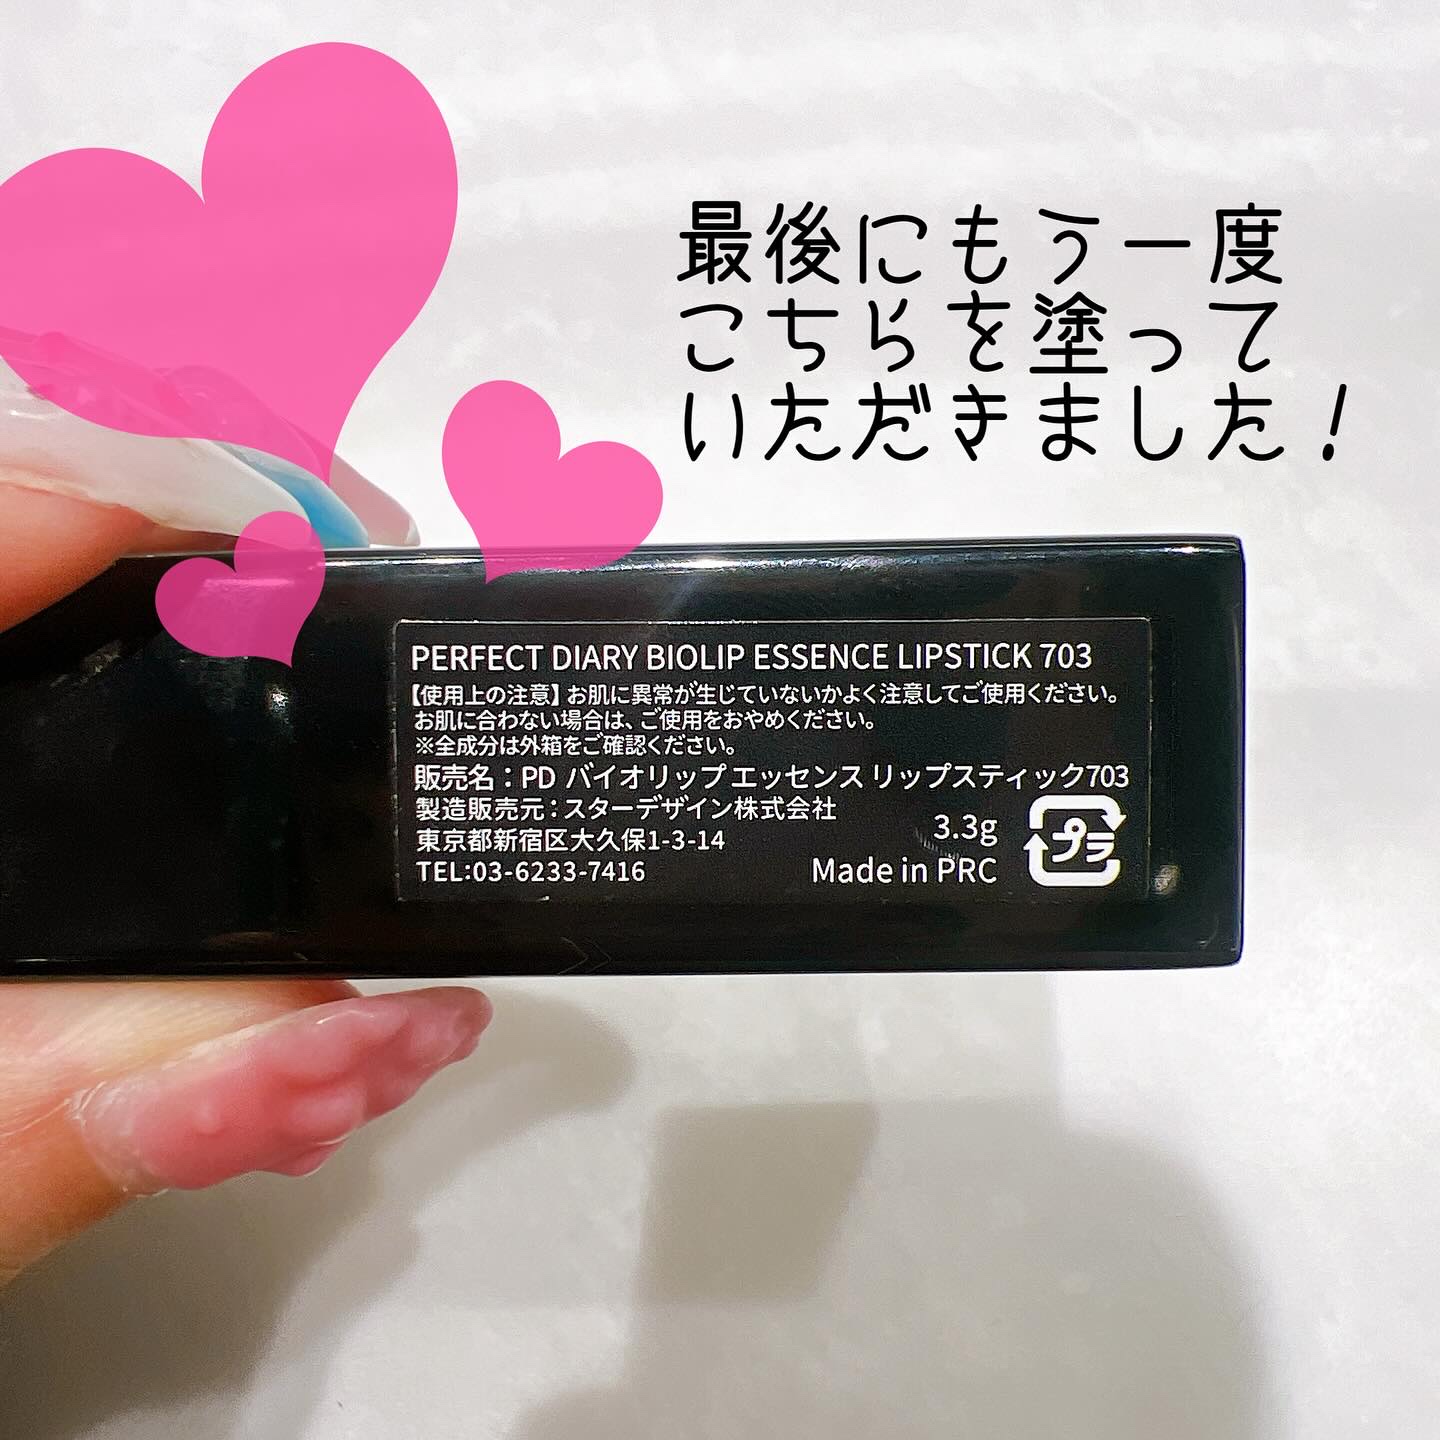 最後にもう一度
こちらを塗って
いただきました！
PERFECT DIARY BIOLIP ESSENCE LIPSTICK 703
【使用上の注意】お肌に異常が生じていないかよく注意してご使用ください。
お肌に合わない場合は、ご使用をおやめください。
※全成分は外箱をご確認ください。
販売名：PD バイオリップエッセンスリップスティック703
製造販売元：スターデザイン株式会社
東京都新宿区大久保1-3-14
TEL:03-6233-7416
3.3g
Made in PRC
プラ